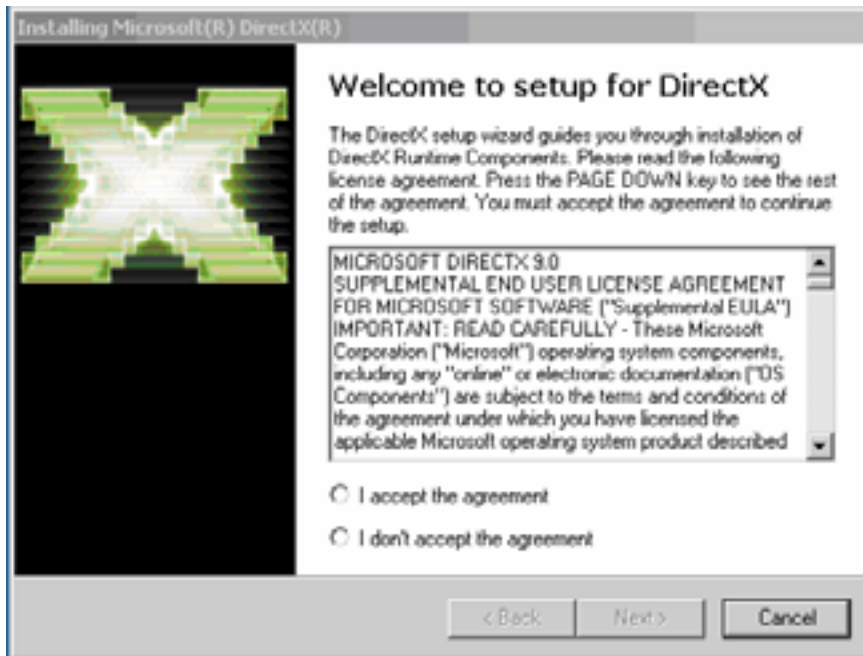 Installing Microsoft(R) DirectX(R)
Welcome to setup for DirectX
The DirectX setup wizard guides you through installation of
DirectX Runtime Components. Please read the following
license agreement. Press the PAGE DOWN key to see the rest
of the agreement. You must accept the agreement to continue
the setup.
MICROSOFT DIRECTX 9.0
SUPPLEMENTAL END USER LICENSE AGREEMENT
FOR MICROSOFT SOFTWARE ("Supplemental EULA")
IMPORTANT: READ CAREFULLY - These Microsoft
Corporation ("Microsoft") operating system components,
including any "online" or electronic documentation ("OS
Components") are subject to the terms and conditions of
the agreement under which you have licensed the
applicable Microsoft operating system product described
I accept the agreement
I don't accept the agreement
< Back
Next >
Cancel